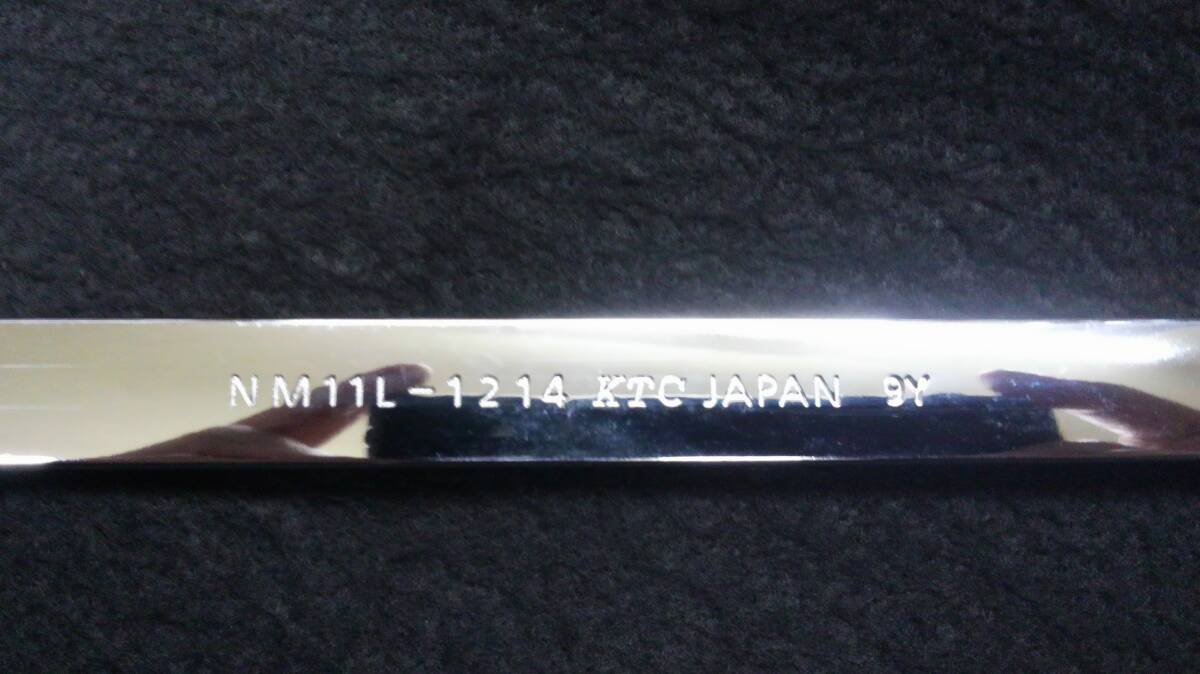 NM11L-1214 KTC JAPAN 9Y